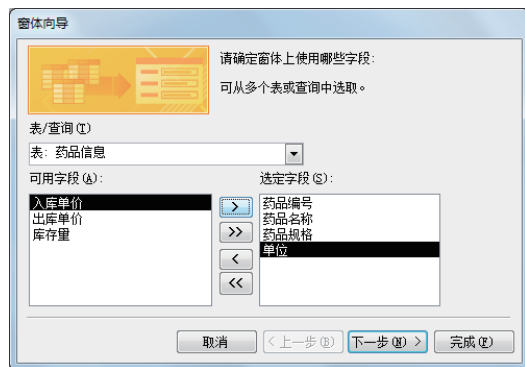 窗体向导
请确定窗体上使用哪些字段:
可从多个表或查询中选取。
表/查询(T)
表: 药品信息
可用字段(A):
选定字段(S):
入库单价
出库单价
库存量
>
>>
<
<<
药品编号
药品名称
药品规格
单位
取消
< 上一步(B)
下一步(N) >
完成(F)